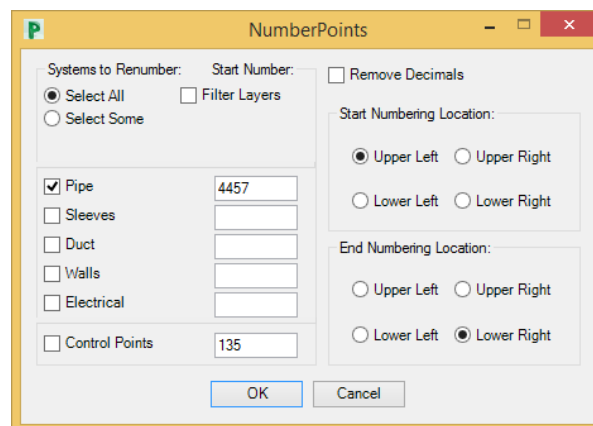 P NumberPoints
Systems to Renumber: Start Number:
Select All Filter Layers
Select Some
Pipe 4457
Sleeves
Duct
Walls
Electrical
Control Points 135
Remove Decimals
Start Numbering Location:
Upper Left Upper Right
Lower Left Lower Right
End Numbering Location:
Upper Left Upper Right
Lower Left Lower Right
OK Cancel